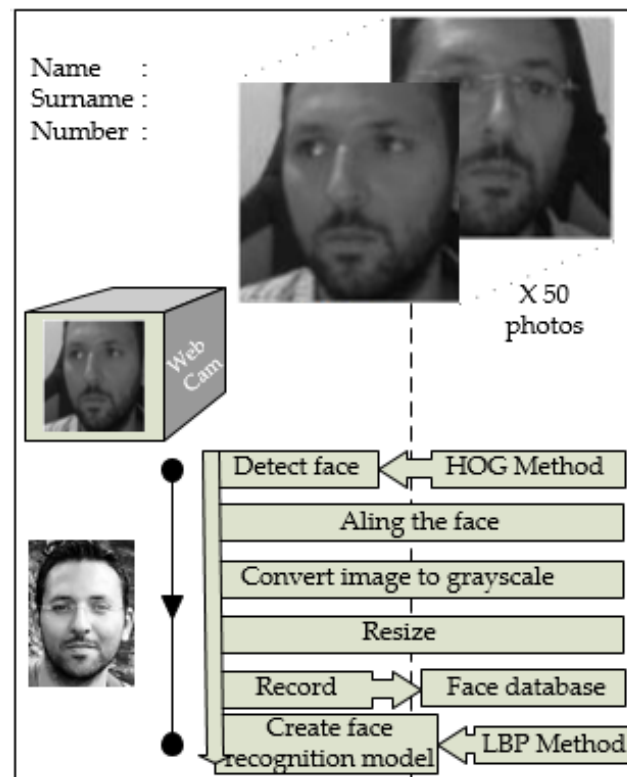 Name :
Surname :
Number :
X 50
photos
Web
Cam
Detect face
HOG Method
Aling the face
Convert image to grayscale
Resize
Record
Face database
Create face
recognition model
LBP Method